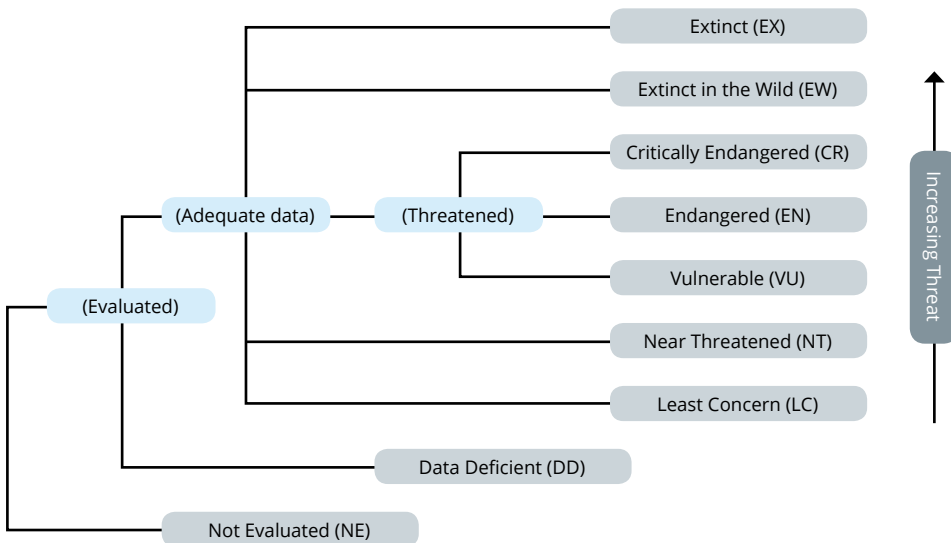 Extinct (EX)
Extinct in the Wild (EW)
Critically Endangered (CR)
(Adequate data)
(Threatened)
Endangered (EN)
Vulnerable (VU)
(Evaluated)
Near Threatened (NT)
Least Concern (LC)
Data Deficient (DD)
Not Evaluated (NE)
Increasing Threat